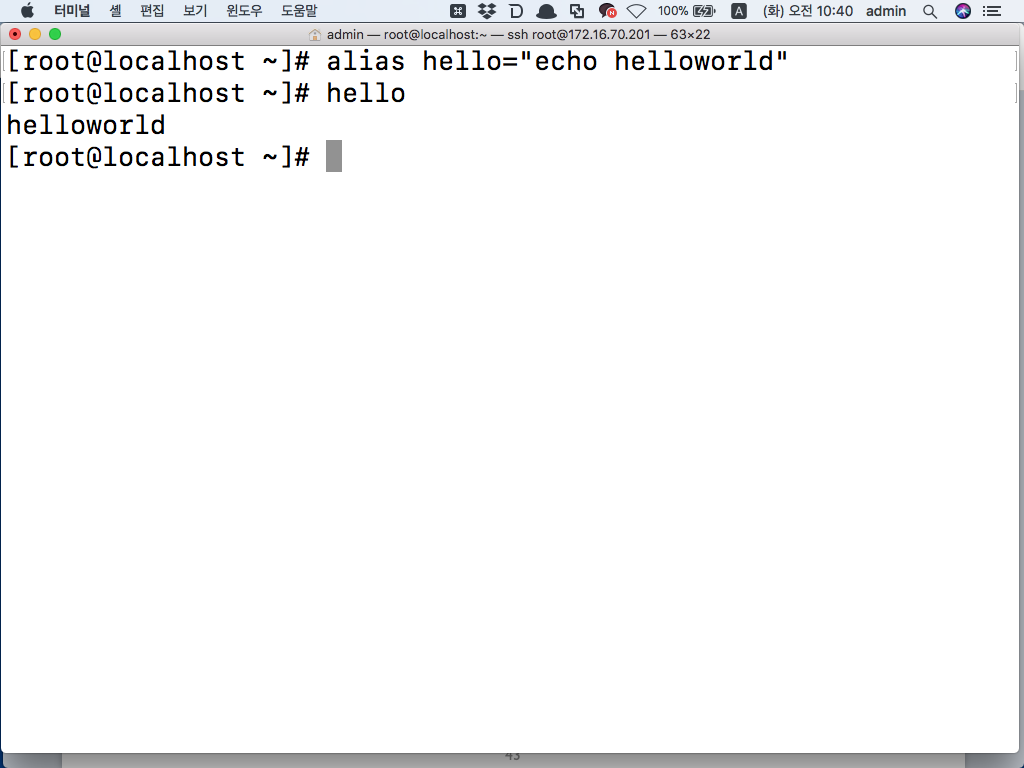 터미널 셸 편집 보기 윈도우 도움말 100% A (화) 오전 10:40 admin
admin — root@localhost:~ — ssh root@172.16.70.201 — 63×22
[root@localhost ~]# alias hello="echo helloworld"
[root@localhost ~]# hello
helloworld
[root@localhost ~]#
43